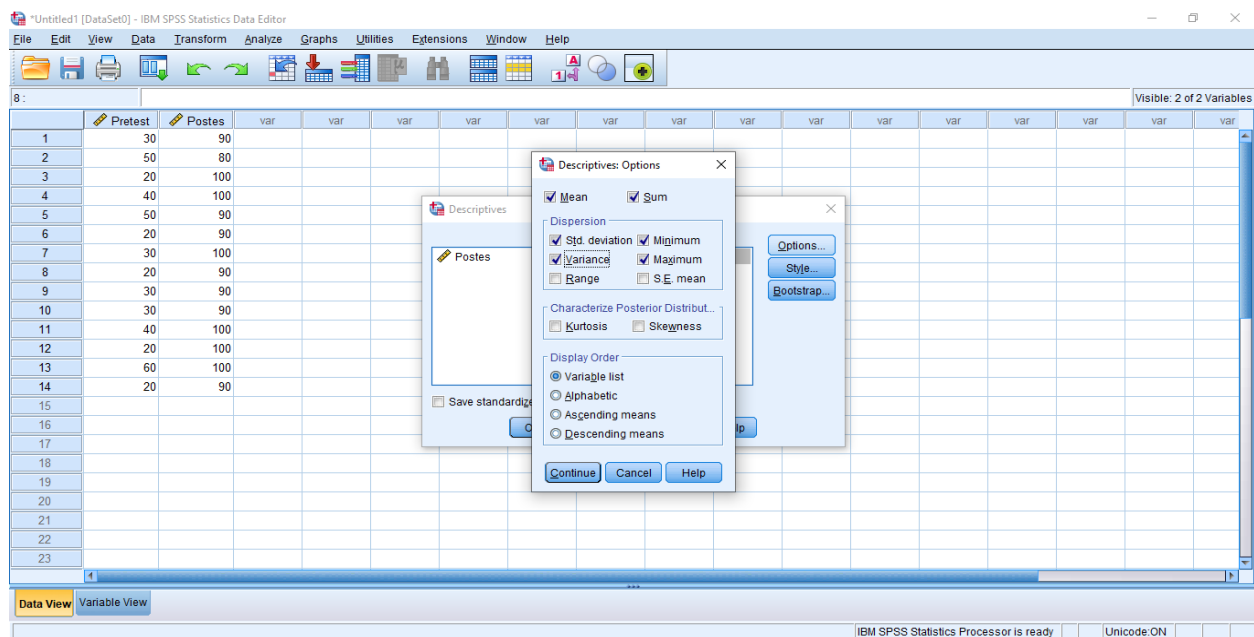 *Untitled1 [DataSet0] - IBM SPSS Statistics Data Editor
File Edit View Data Transform Analyze Graphs Utilities Extensions Window Help
8 :
Visible: 2 of 2 Variables
Pretest Postes var var var var var var var var var var var var var var var
1 30 90
2 50 80
3 20 100
4 40 100
5 50 90
6 20 90
7 30 100
8 20 90
9 30 90
10 30 90
11 40 100
12 20 100
13 60 100
14 20 90
15
16
17
18
19
20
21
22
23
Descriptives
Postes
Save standardize
Options...
Style...
Bootstrap...
lp
Descriptives: Options
Mean Sum
Dispersion
Std. deviation Minimum
Variance Maximum
Range S.E. mean
Characterize Posterior Distribut...
Kurtosis Skewness
Display Order
Variable list
Alphabetic
Ascending means
Descending means
Continue Cancel Help
Data View Variable View
IBM SPSS Statistics Processor is ready Unicode:ON